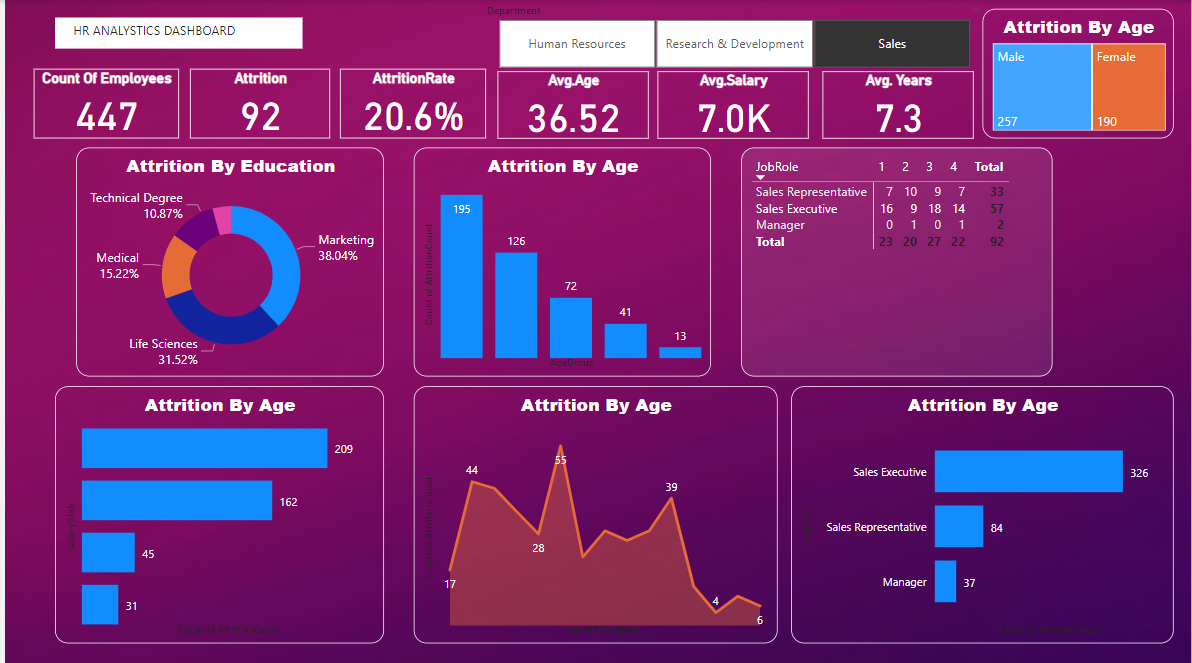 Department
HR ANALYSTICS DASHBOARD
Human Resources
Research & Development
Sales
Attrition By Age
Male
Female
257
190
Count Of Employees
447
Attrition
92
AttritionRate
20.6%
Avg.Age
36.52
Avg.Salary
7.0K
Avg. Years
7.3
Attrition By Education
Technical Degree
10.87%
Marketing
38.04%
Medical
15.22%
Life Sciences
31.52%
Attrition By Age
195
126
72
41
13
Count of AttritionCount
AgeGroup
JobRole 1 2 3 4 Total
Sales Representative 7 10 9 7 33
Sales Executive 16 9 18 14 57
Manager 0 1 0 1 2
Total 23 20 27 22 92
Attrition By Age
209
162
45
31
SalarySlab
Count of AttritionCount
Attrition By Age
44
55
39
28
17
4
6
Count of AttritionCount
Attrition By Age
Sales Executive 326
Sales Representative 84
Manager 37
Count of AttritionCount